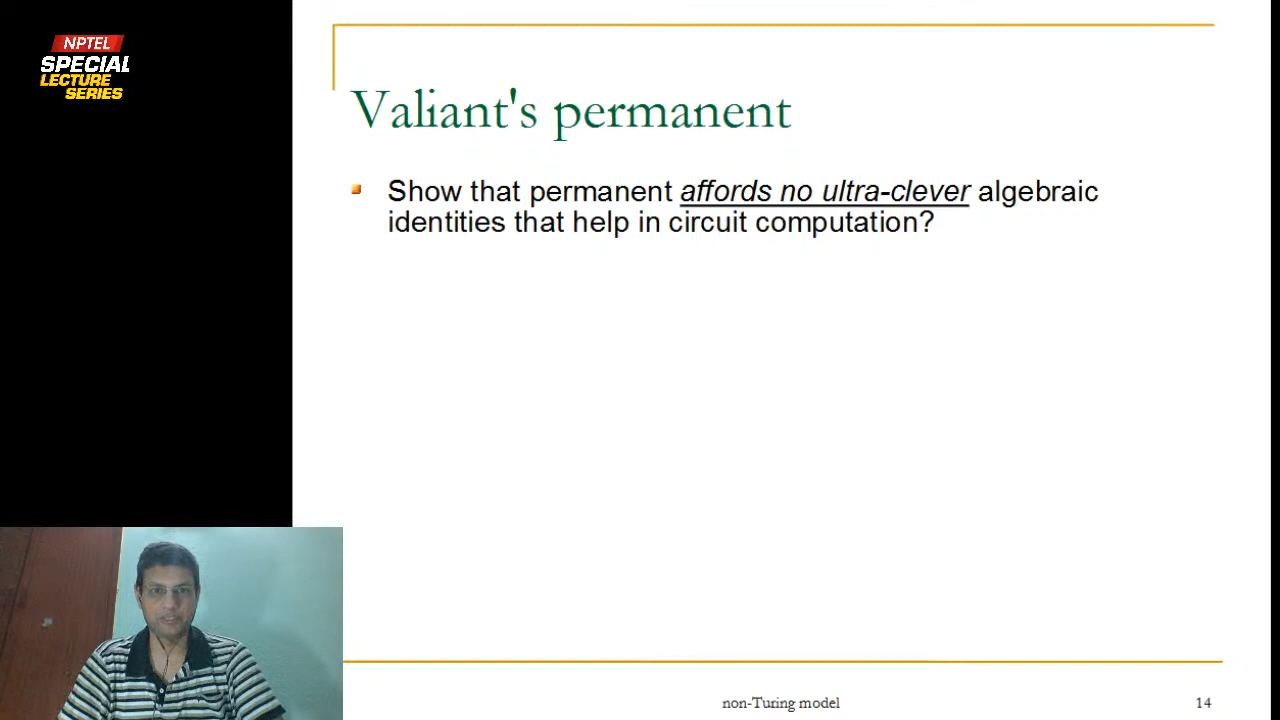 NPTEL
SPECIAL
LECTURE
SERIES
Valiant's permanent
Show that permanent affords no ultra-clever algebraic
identities that help in circuit computation?
non-Turing model
14